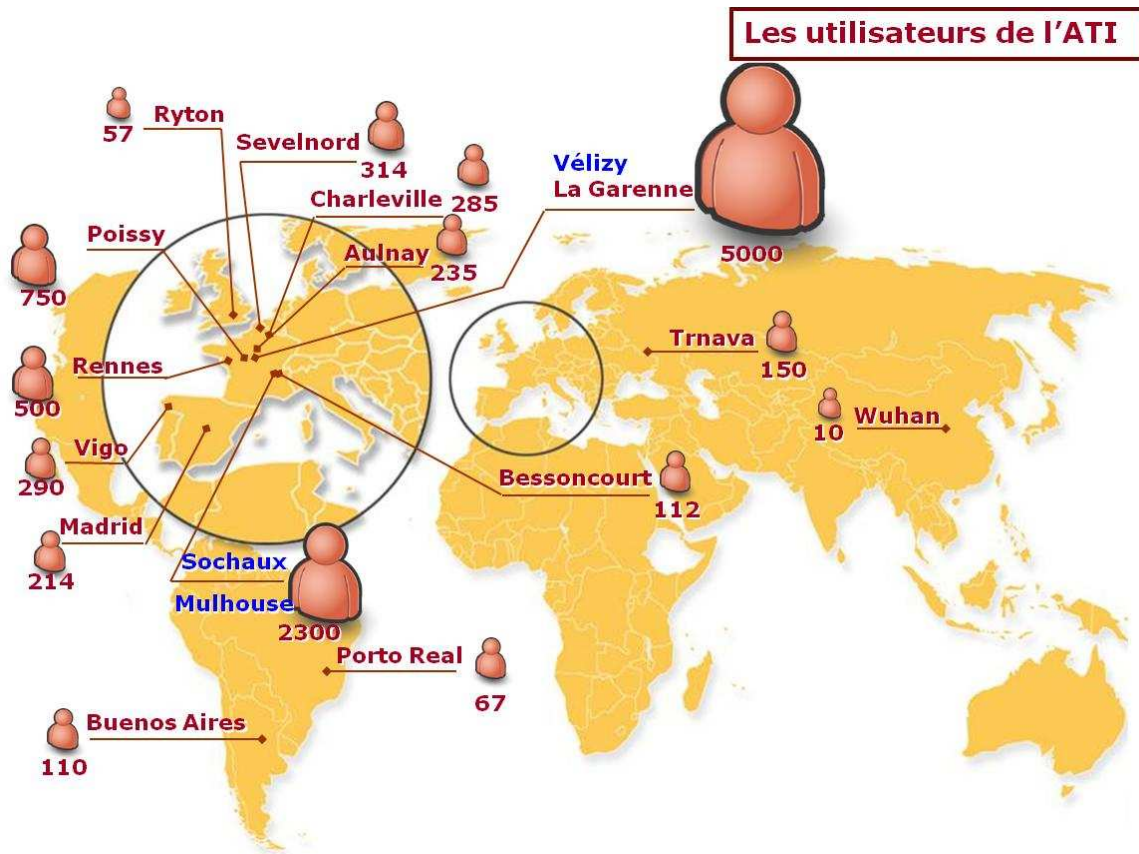 Les utilisateurs de l'ATI
Ryton
57
Sevelnord
314
Charleville
285
Vélizy
La Garenne
5000
Poissy
750
Aulnay
235
Rennes
500
Trnava
150
Wuhan
10
Vigo
290
Bessoncourt
112
Madrid
214
Sochaux
Mulhouse
2300
Porto Real
67
Buenos Aires
110